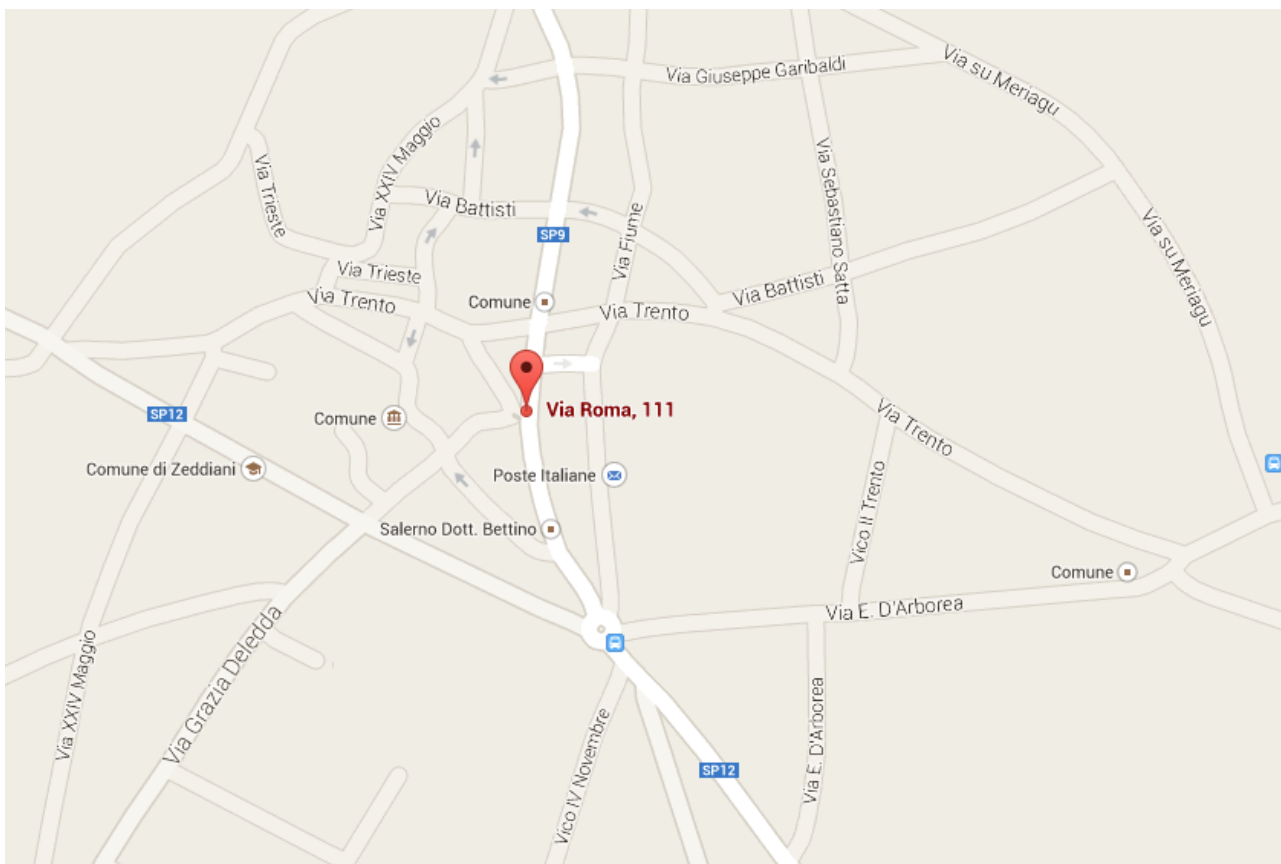 Via Giuseppe Garibaldi
Via su Meriagu
Via XXIV Maggio
Via Trieste
Via Sebastiano Satta
Via Battisti
Via Fiume
SP9
Via su Meriagu
Via Trieste
Via Battisti
Via Trento
Comune
Via Trento
SP12
Comune
Via Roma, 111
Via Trento
Comune di Zeddiani
Poste Italiane
Vico II Trento
Salerno Dott. Bettino
Comune
Via E. D'Arborea
Via XXIV Maggio
Via Grazia Deledda
Vico IV Novembre
Via E. D'Arborea
SP12